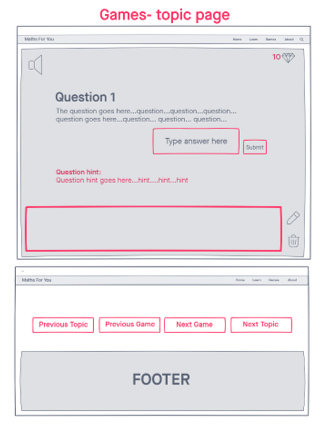 Games- topic page
Maths For You
Home Learn Games About
10
Question 1
The question goes here...question...question...question...
question goes here...question... question... question...
Type answer here
Submit
Question hint:
Question hint goes here...hint....hint...hint
Maths For You
Home Learn Games About
Previous Topic Previous Game Next Game Next Topic
FOOTER